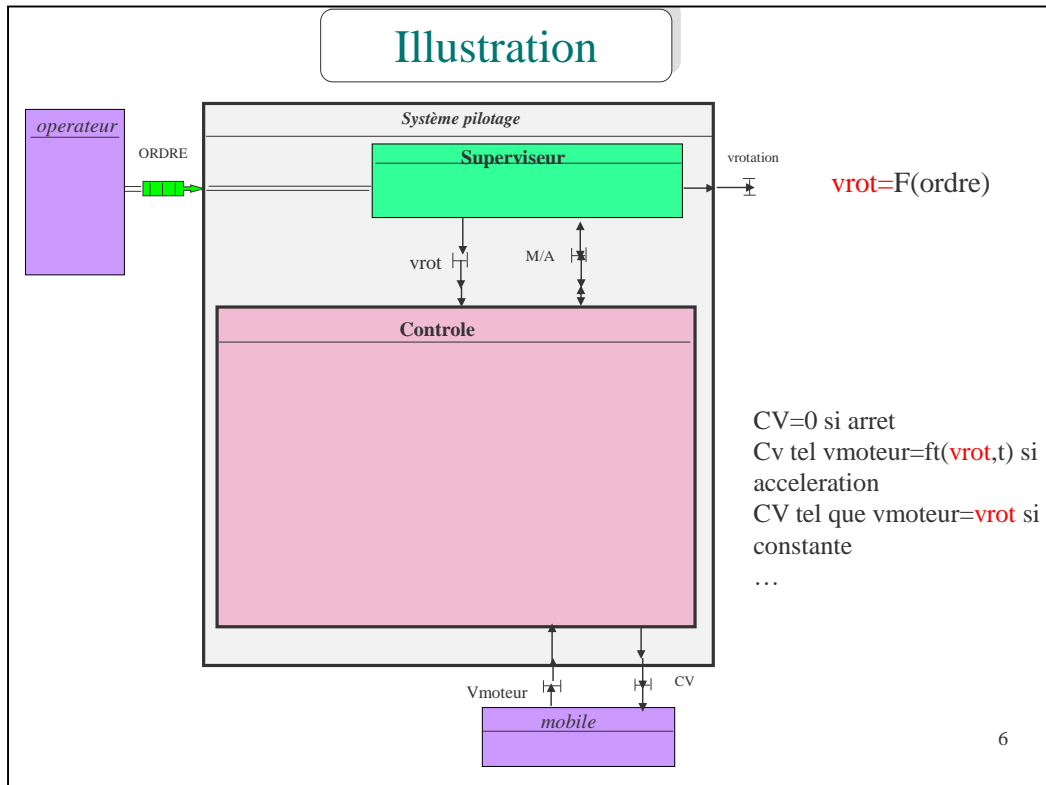 Illustration
operateur
Système pilotage
ORDRE
Superviseur
vrotation
vrot=F(ordre)
vrot
M/A
Controle
CV=0 si arret
Cv tel vmoteur=ft(vrot,t) si
acceleration
CV tel que vmoteur=vrot si
constante
…
Vmoteur
CV
mobile
6